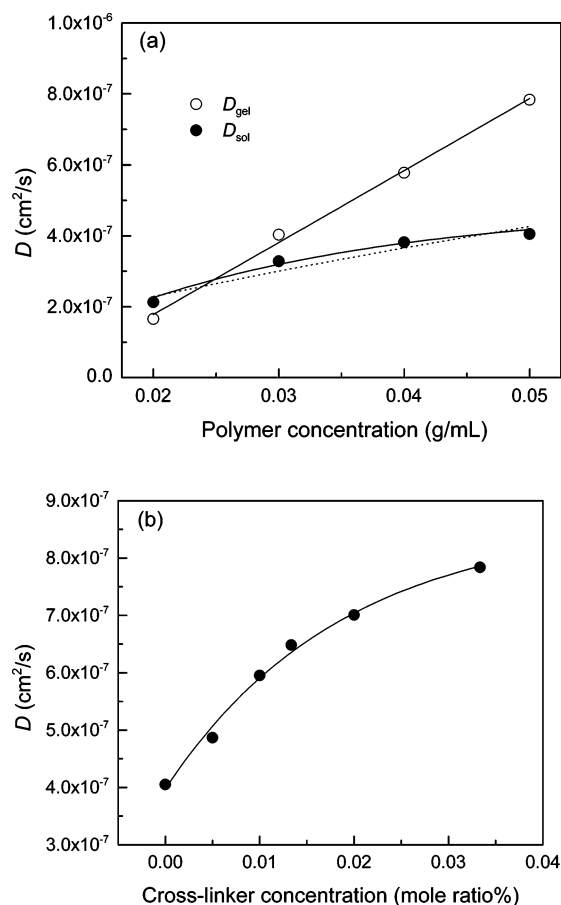 (a)
1.0x10⁻⁶
8.0x10⁻⁷
6.0x10⁻⁷
4.0x10⁻⁷
2.0x10⁻⁷
0.0
D (cm²/s)
D_gel
D_sol
0.02 0.03 0.04 0.05
Polymer concentration (g/mL)
(b)
9.0x10⁻⁷
8.0x10⁻⁷
7.0x10⁻⁷
6.0x10⁻⁷
5.0x10⁻⁷
4.0x10⁻⁷
3.0x10⁻⁷
D (cm²/s)
0.00 0.01 0.02 0.03 0.04
Cross-linker concentration (mole ratio%)